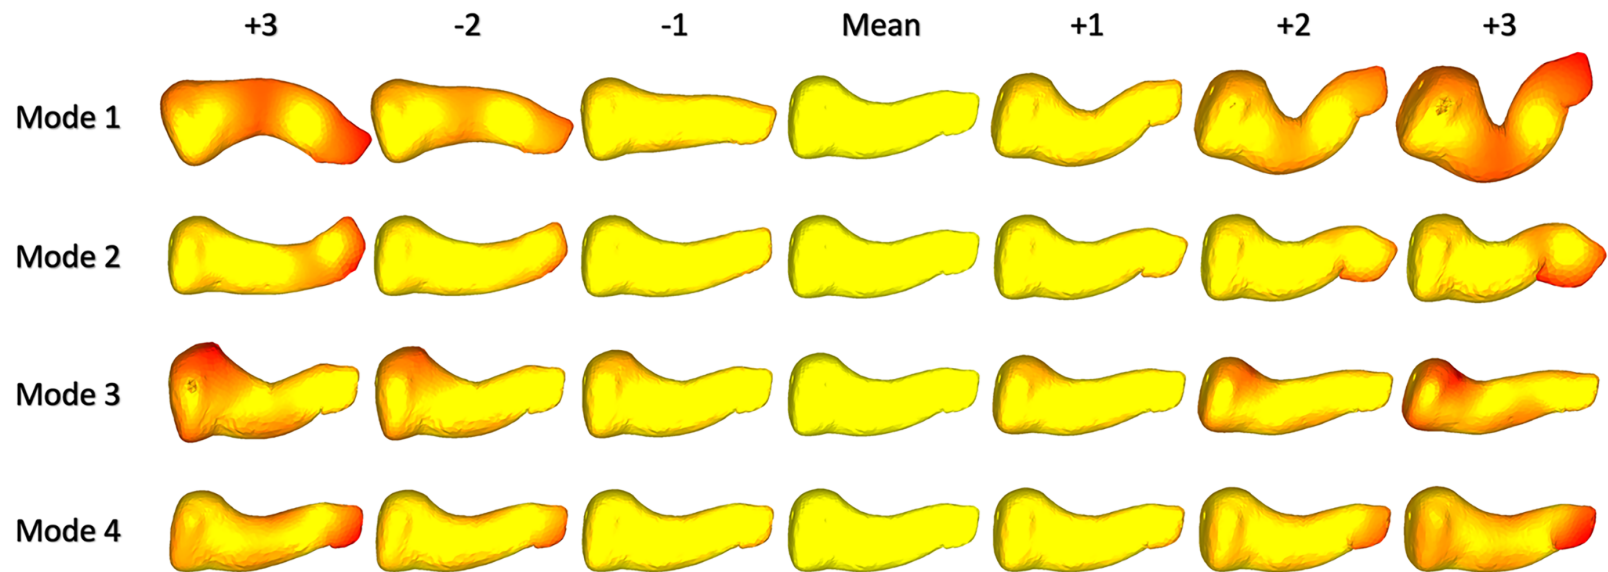 +3 -2 -1 Mean +1 +2 +3
Mode 1
Mode 2
Mode 3
Mode 4